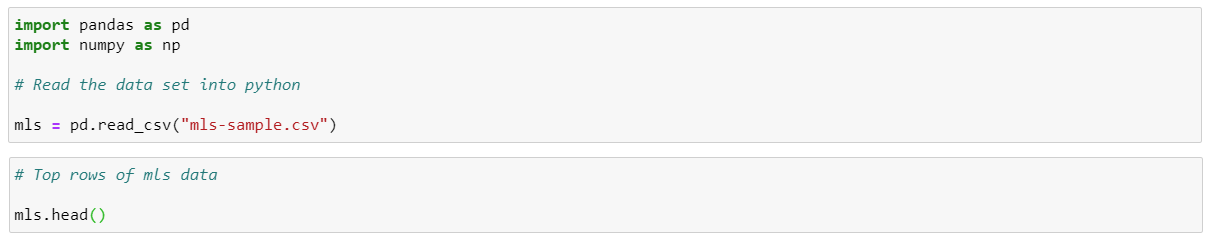 import pandas as pd
import numpy as np
# Read the data set into python
mls = pd.read_csv("mls-sample.csv")
# Top rows of mls data
mls.head()